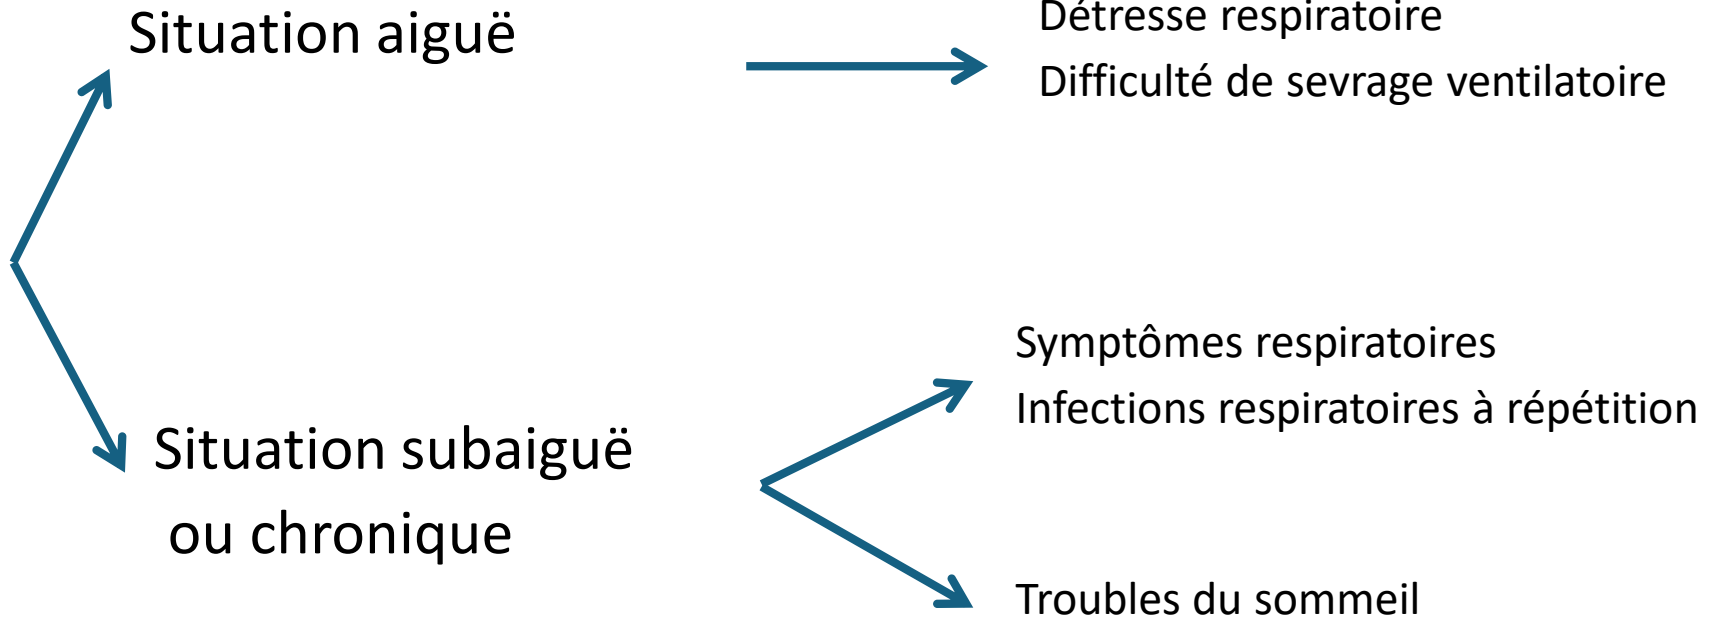 Situation aiguë
Détresse respiratoire
Difficulté de sevrage ventilatoire
Situation subaiguë
ou chronique
Symptômes respiratoires
Infections respiratoires à répétition
Troubles du sommeil